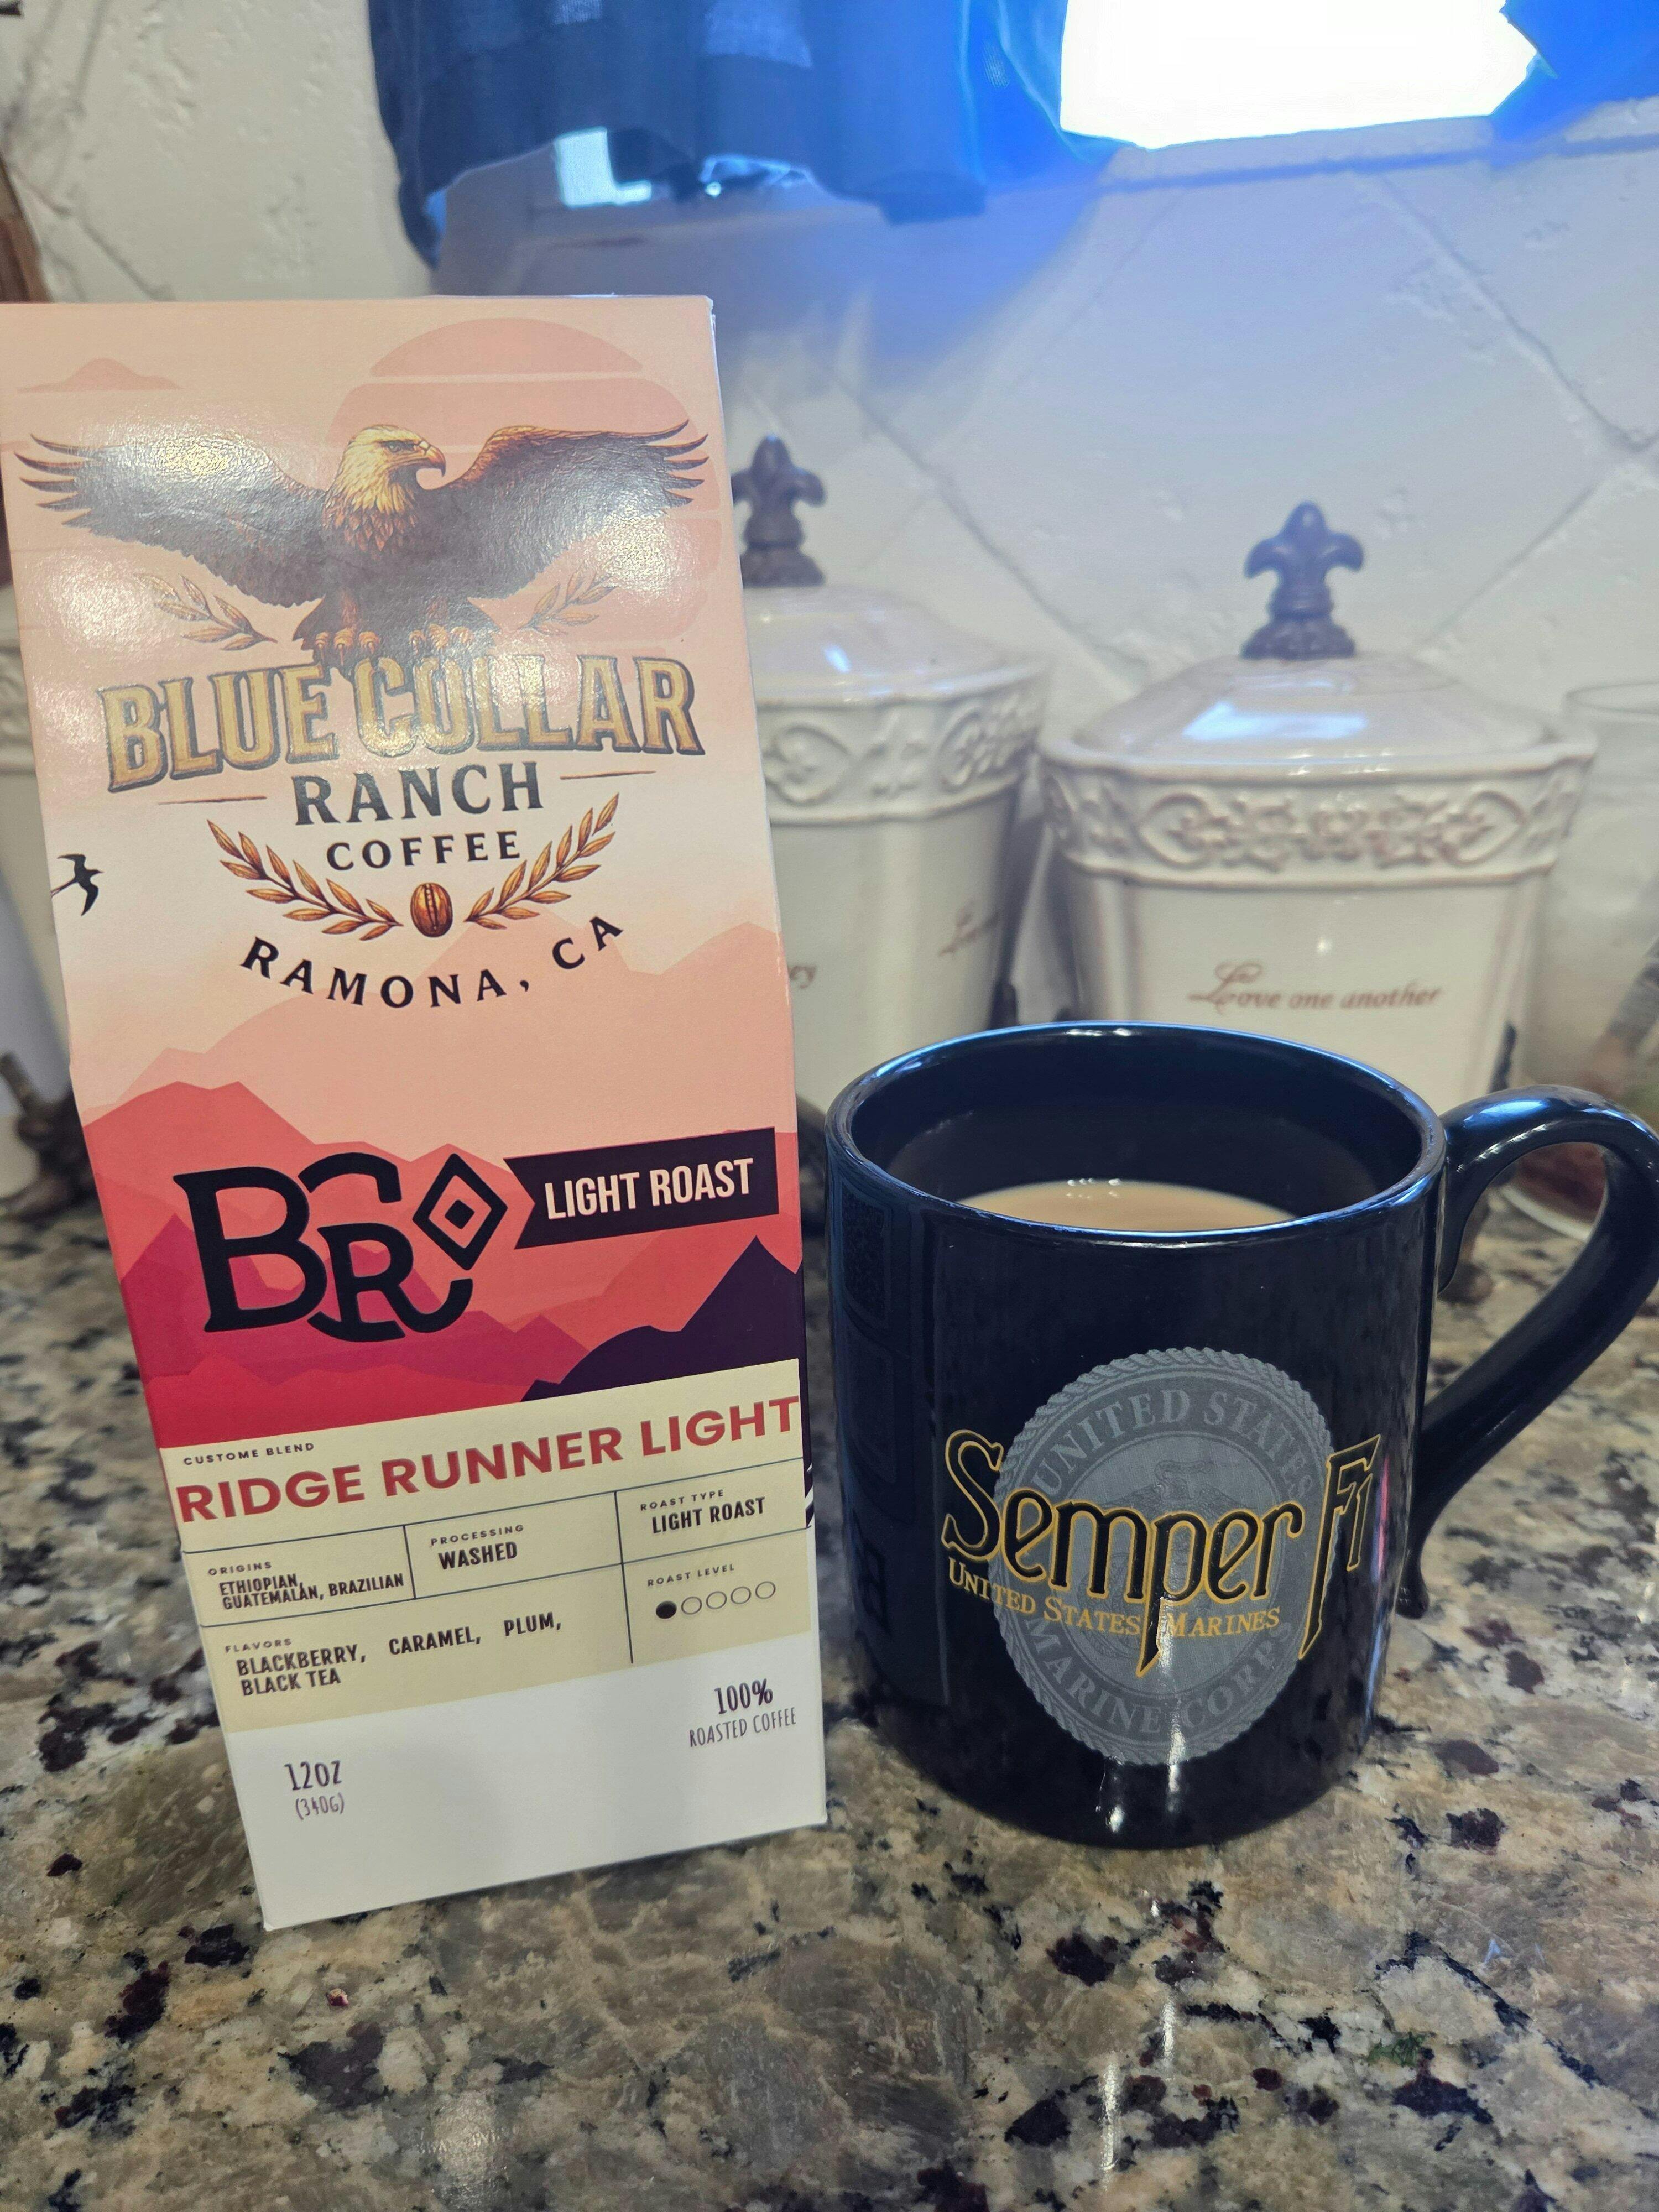 BLUE COLLAR
RANCH
COFFEE
RAMONA, CA
BCR
LIGHT ROAST
CUSTOME BLEND
RIDGE RUNNER LIGHT
ORIGINS
ETHIOPIAN,
GUATEMALAN, BRAZILIAN
PROCESSING
WASHED
ROAST TYPE
LIGHT ROAST
FLAVORS
BLACKBERRY, CARAMEL, PLUM,
BLACK TEA
ROAST LEVEL
12OZ
(340G)
100%
ROASTED COFFEE
Love one another
UNITED STATES
Semper Fi
UNITED STATES MARINES
MARINE CORPS